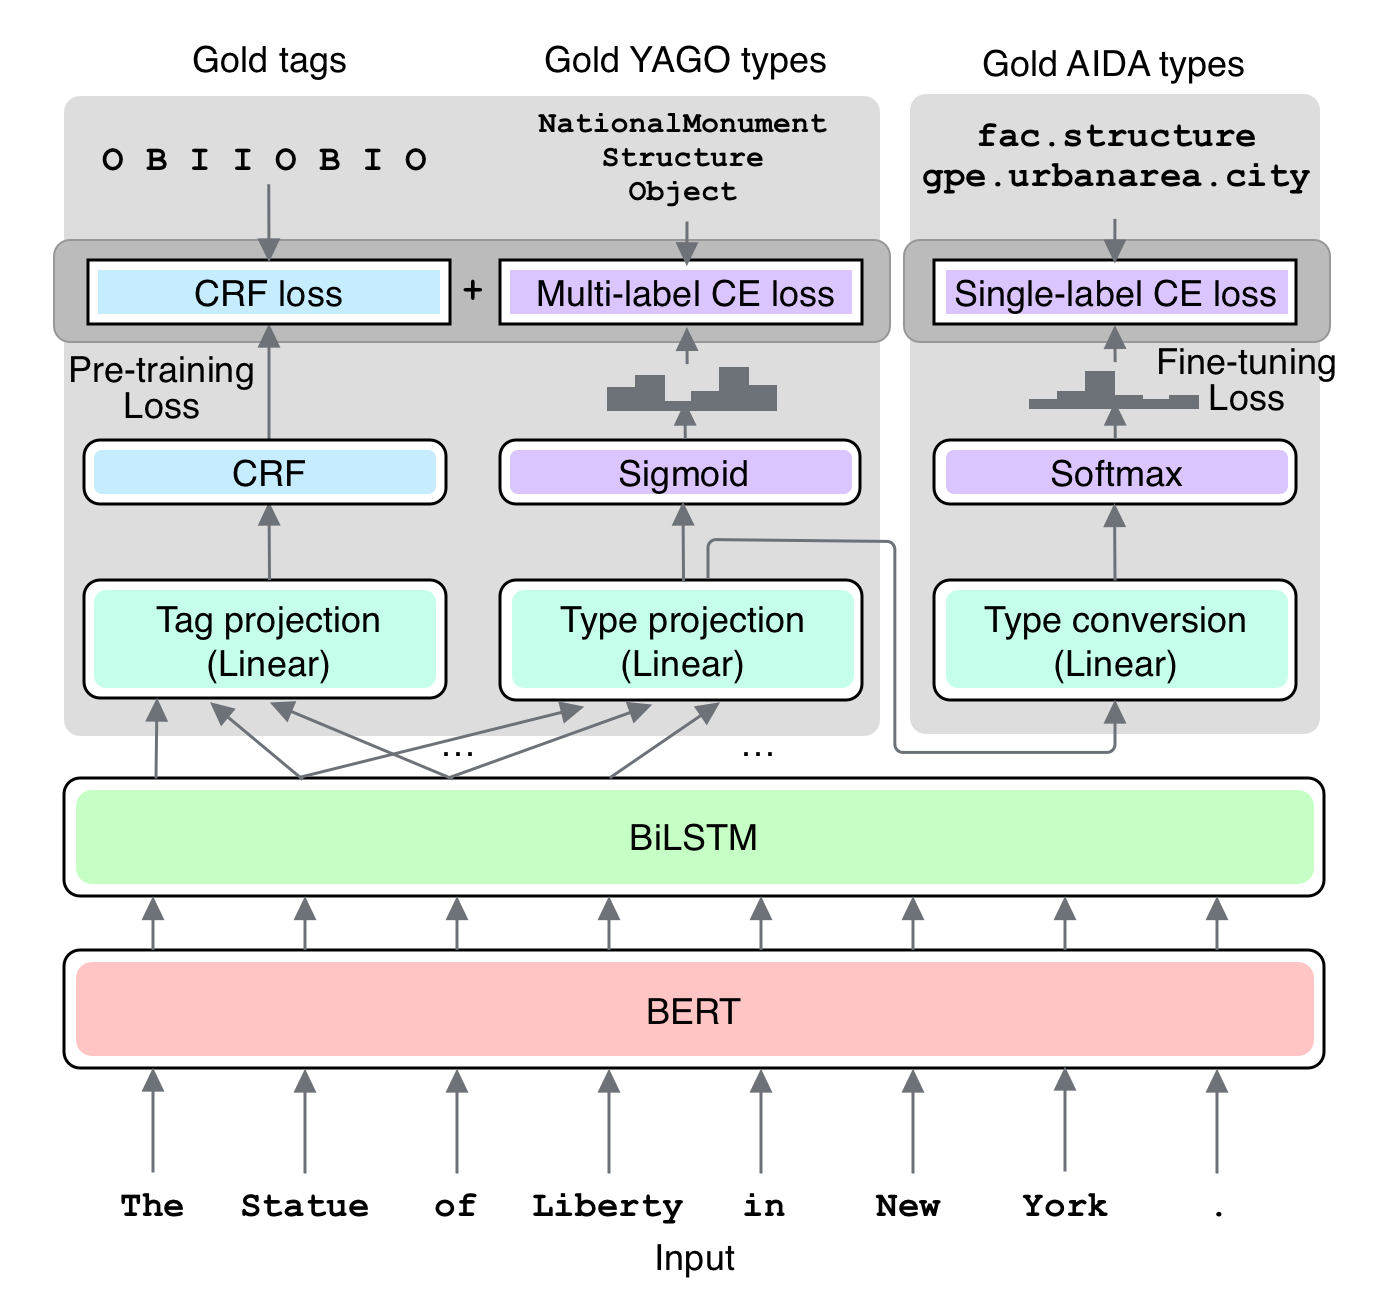 Gold tags
Gold YAGO types
Gold AIDA types
O B I I O B I O
NationalMonument
Structure
Object
fac.structure
gpe.urbanarea.city
CRF loss
+
Multi-label CE loss
Single-label CE loss
Pre-training
Loss
Fine-tuning
Loss
CRF
Sigmoid
Softmax
Tag projection
(Linear)
Type projection
(Linear)
Type conversion
(Linear)
...
...
BiLSTM
BERT
The Statue of Liberty in New York .
Input